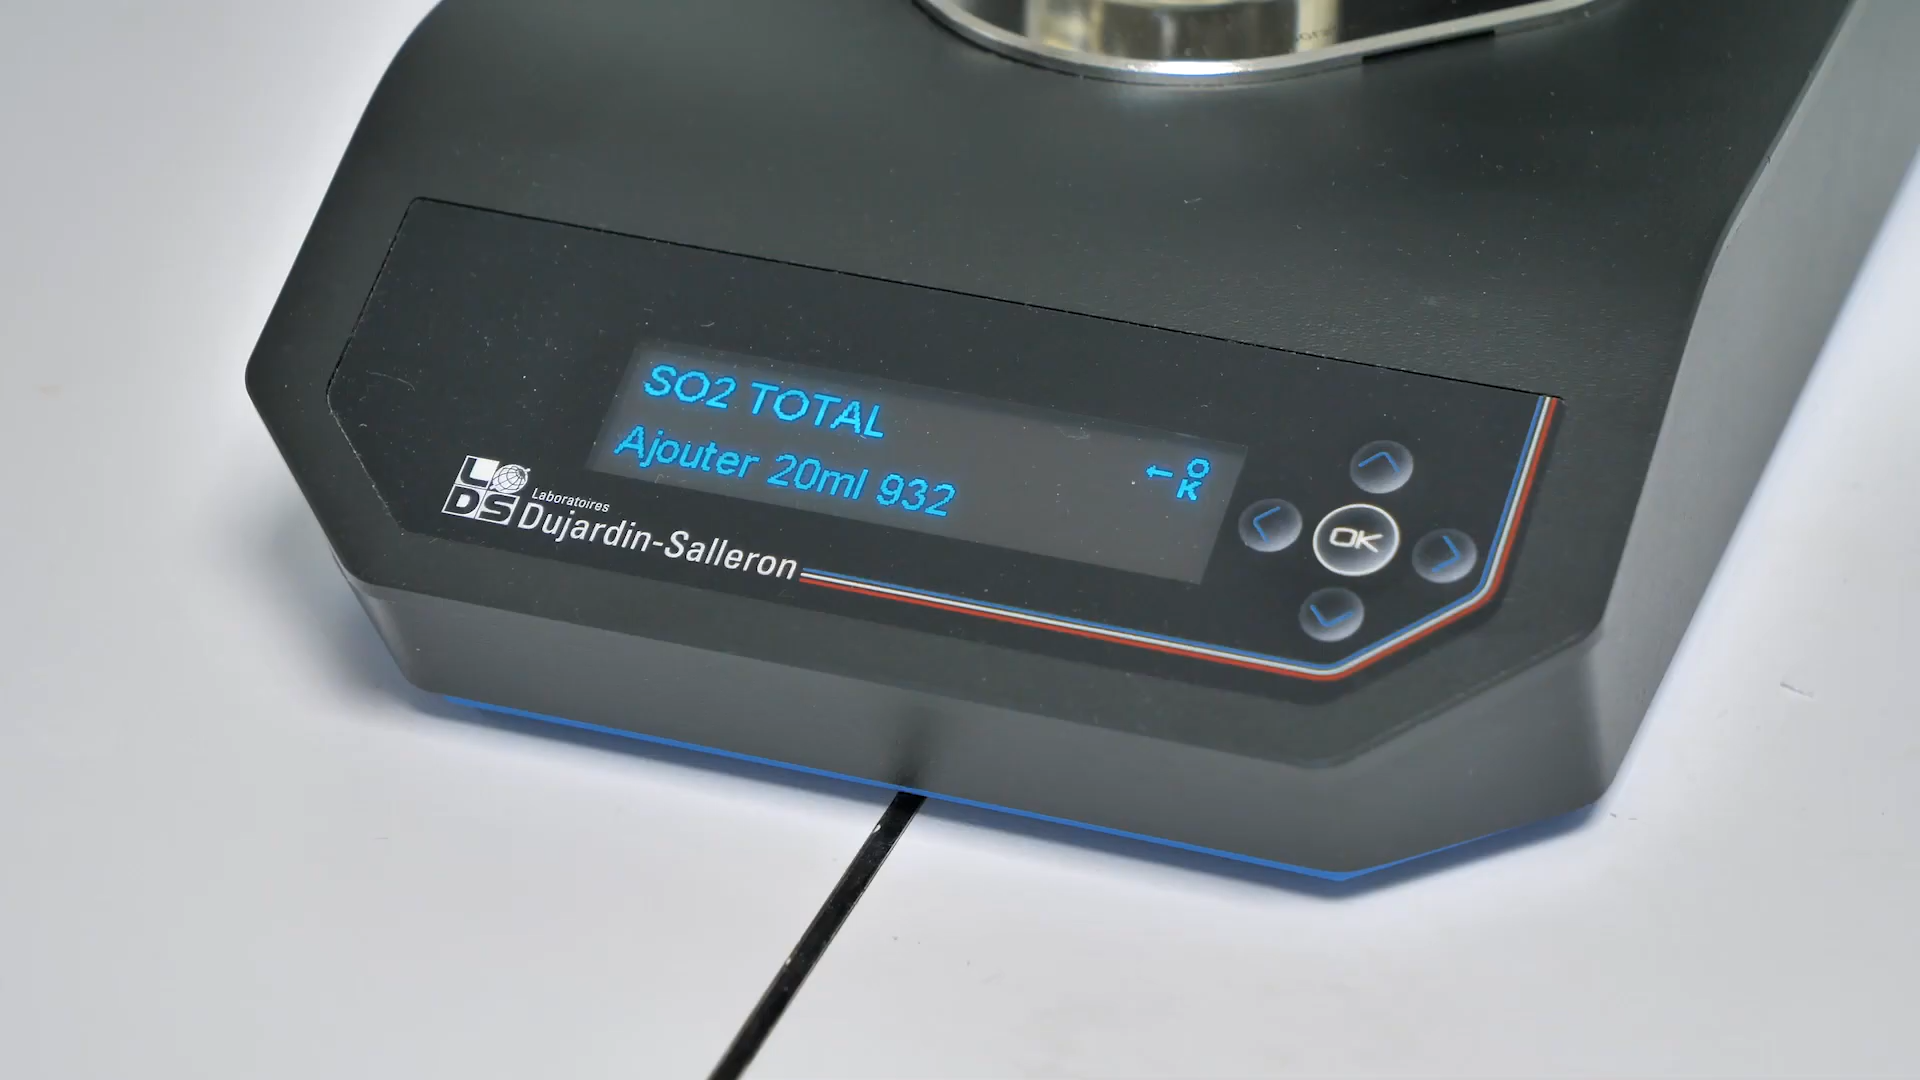 SO2 TOTAL
Ajouter 20ml 932
← OK
LDS
Laboratoires
Dujardin-Salleron
OK